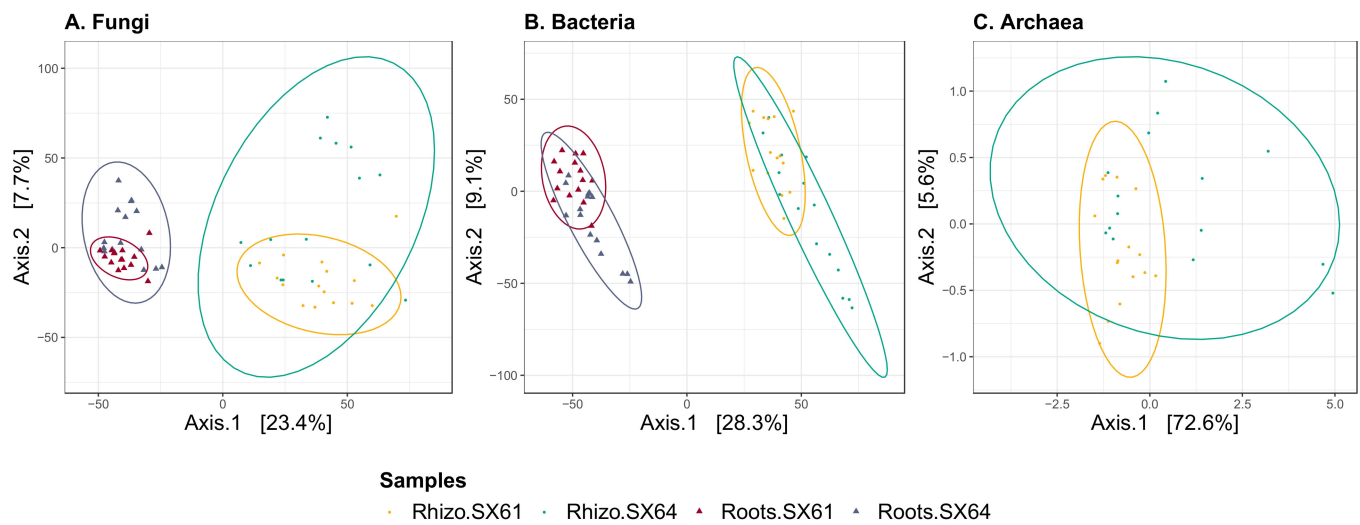 A. Fungi
B. Bacteria
C. Archaea
Axis.2 [7.7%]
100
50
0
−50
−50 0 50
Axis.1 [23.4%]
Axis.2 [9.1%]
50
0
−50
−100
−50 0 50
Axis.1 [28.3%]
Axis.2 [5.6%]
1.0
0.5
0.0
−0.5
−1.0
−2.5 0.0 2.5 5.0
Axis.1 [72.6%]
Samples
Rhizo.SX61 Rhizo.SX64 Roots.SX61 Roots.SX64